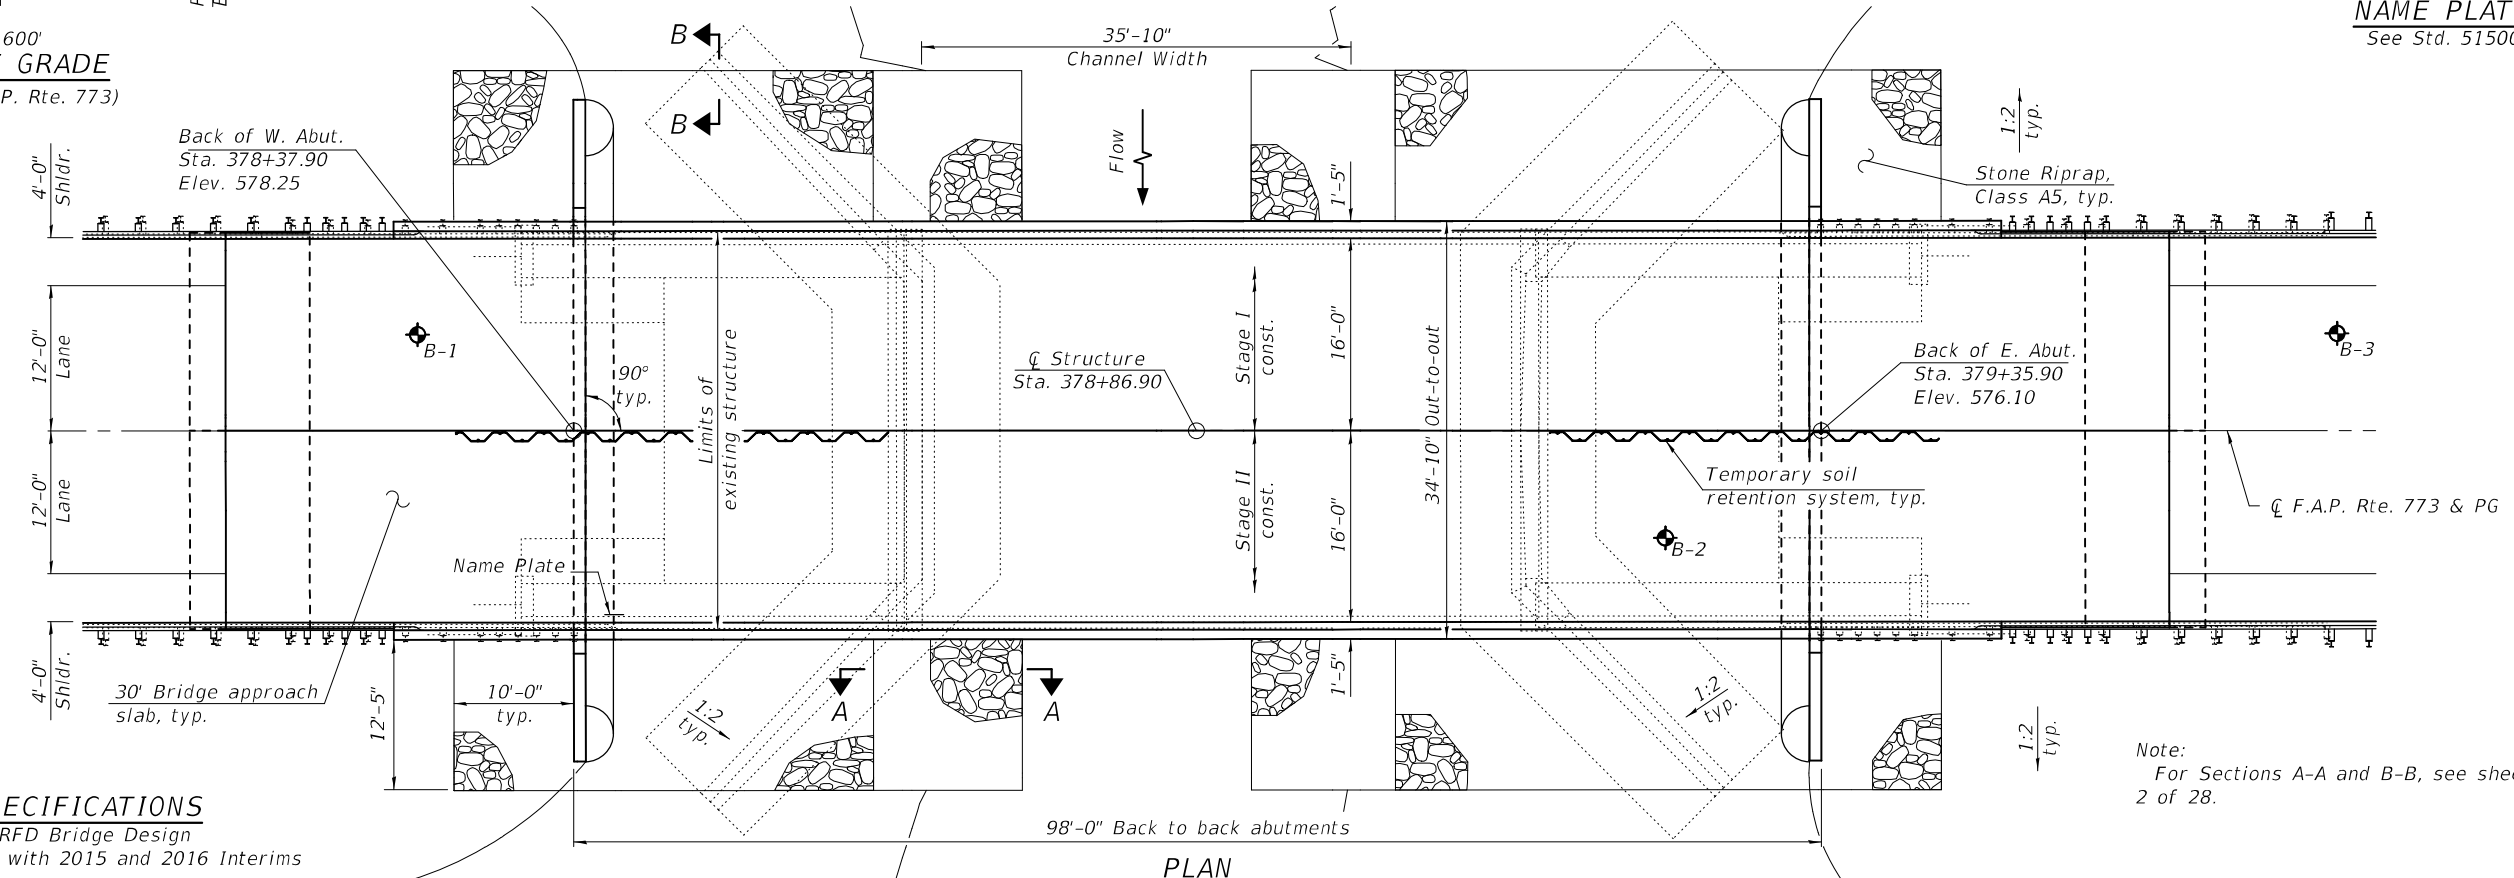 600'
GRADE
P. Rte. 773)
NAME PLAT
See Std. 51500
B
B
35'-10"
Channel Width
Flow
1:2
typ.
Back of W. Abut.
Sta. 378+37.90
Elev. 578.25
4'-0"
Shldr.
1'-5"
Stone Riprap,
Class A5, typ.
12'-0"
Lane
B-1
90°
typ.
Limits of
existing structure
℄ Structure
Sta. 378+86.90
Stage I
const.
16'-0"
34'-10" Out-to-out
Back of E. Abut.
Sta. 379+35.90
Elev. 576.10
B-3
12'-0"
Lane
Stage II
const.
16'-0"
Temporary soil
retention system, typ.
B-2
℄ F.A.P. Rte. 773 & PG
Name Plate
4'-0"
Shldr.
30' Bridge approach
slab, typ.
12'-5"
10'-0"
typ.
1:2
typ.
A
A
1'-5"
1:2
typ.
1:2
typ.
Note:
For Sections A-A and B-B, see shee
2 of 28.
ECIFICATIONS
RFD Bridge Design
with 2015 and 2016 Interims
98'-0" Back to back abutments
PLAN